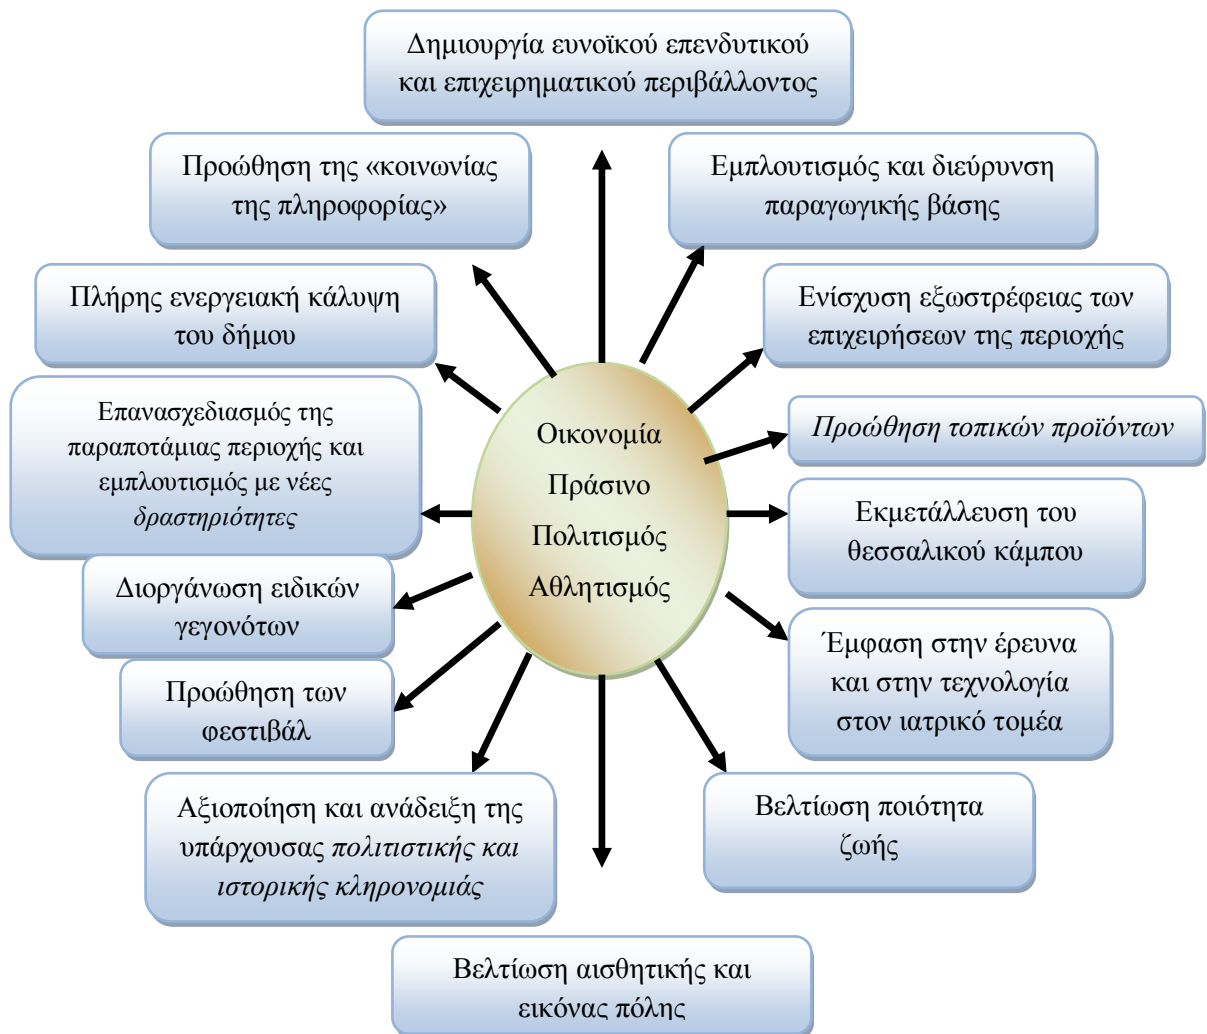 Δημιουργία ευνοϊκού επενδυτικού
και επιχειρηματικού περιβάλλοντος
Προώθηση της «κοινωνίας
της πληροφορίας»
Εμπλουτισμός και διεύρυνση
παραγωγικής βάσης
Πλήρης ενεργειακή κάλυψη
του δήμου
Ενίσχυση εξωστρέφειας των
επιχειρήσεων της περιοχής
Επανασχεδιασμός της
παραποτάμιας περιοχής και
εμπλουτισμός με νέες
δραστηριότητες
Οικονομία
Πράσινο
Πολιτισμός
Αθλητισμός
Προώθηση τοπικών προϊόντων
Εκμετάλλευση του
θεσσαλικού κάμπου
Διοργάνωση ειδικών
γεγονότων
Έμφαση στην έρευνα
και στην τεχνολογία
στον ιατρικό τομέα
Προώθηση των
φεστιβάλ
Αξιοποίηση και ανάδειξη της
υπάρχουσας πολιτιστικής και
ιστορικής κληρονομιάς
Βελτίωση ποιότητα
ζωής
Βελτίωση αισθητικής και
εικόνας πόλης